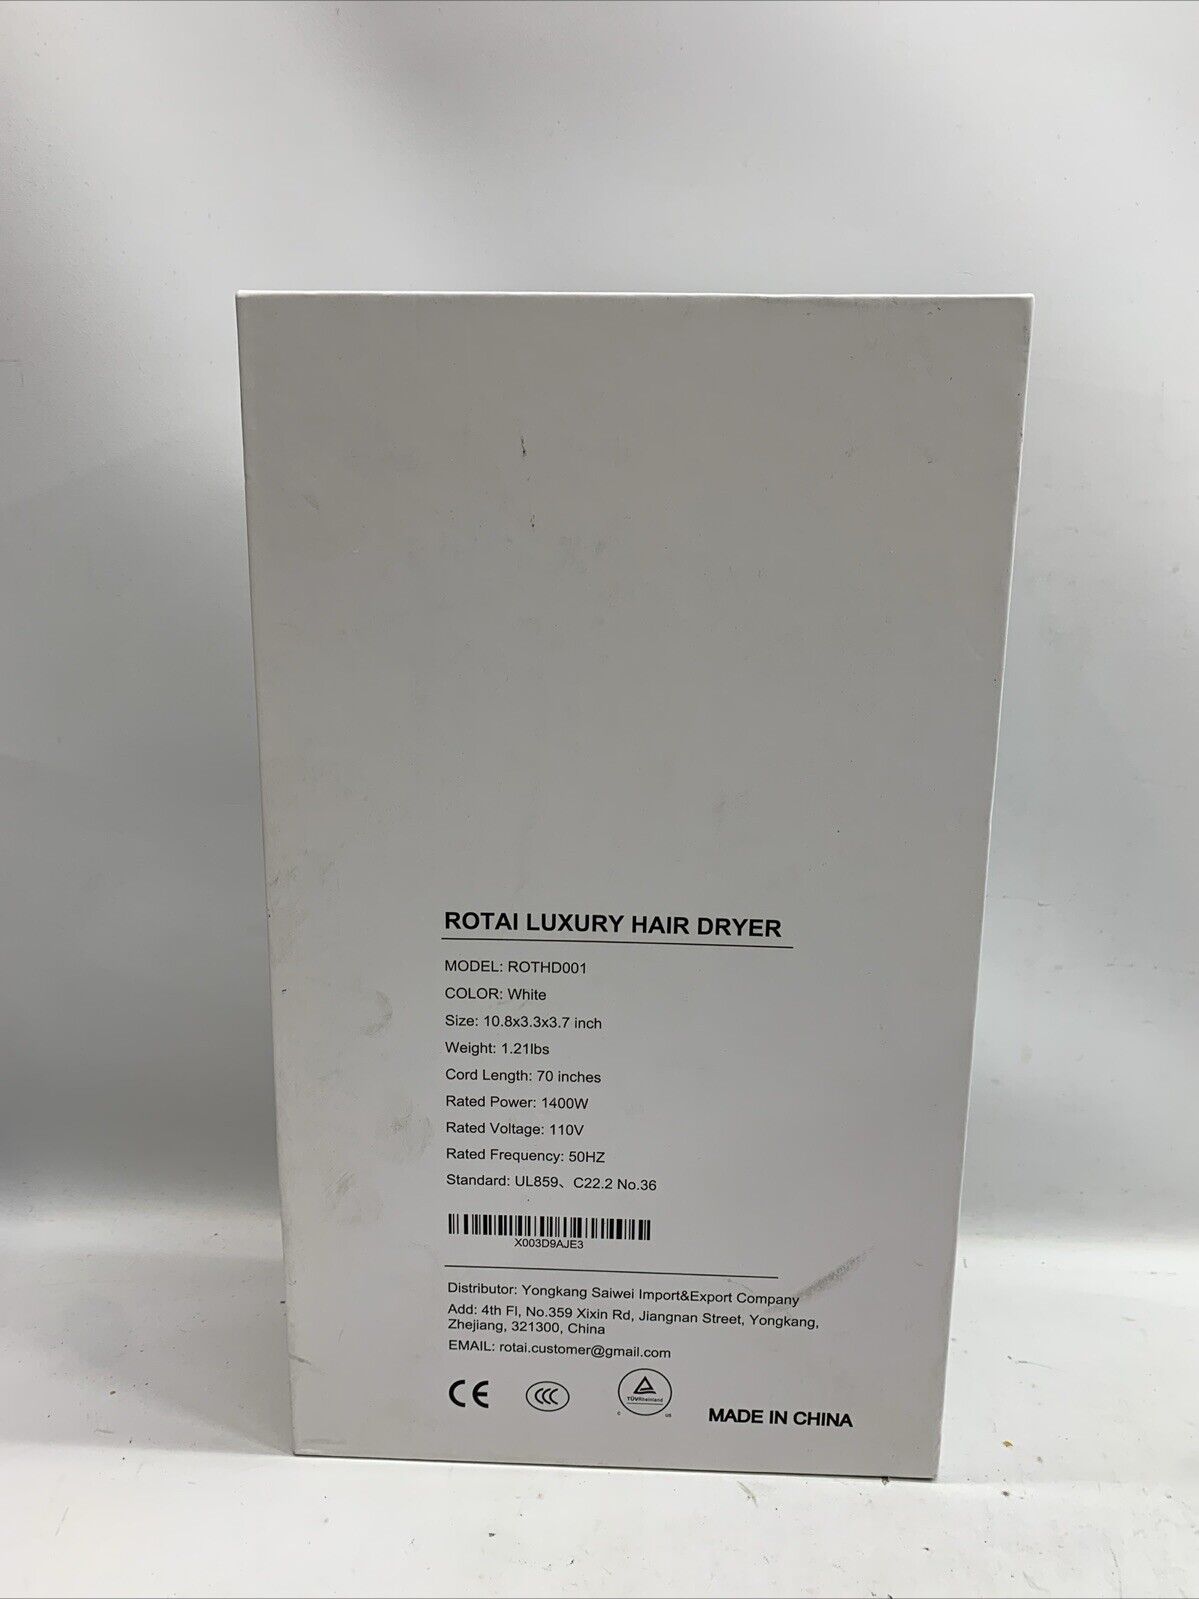 ROTAI LUXURY HAIR DRYER
MODEL: ROTHD001
COLOR: White
Size: 10.8x3.3x3.7 inch
Weight: 1.21lbs
Cord Length: 70 inches
Rated Power: 1400W
Rated Voltage: 110V
Rated Frequency: 50HZ
Standard: UL859、 C22.2 No.36
X003D9AJE3
Distributor: Yongkang Saiwei Import&Export Company
Add: 4th Fl, No.359 Xixin Rd, Jiangnan Street, Yongkang,
Zhejiang, 321300, China
EMAIL: rotai.customer@gmail.com
CE
CCC
TÜVRheinland
C US
MADE IN CHINA